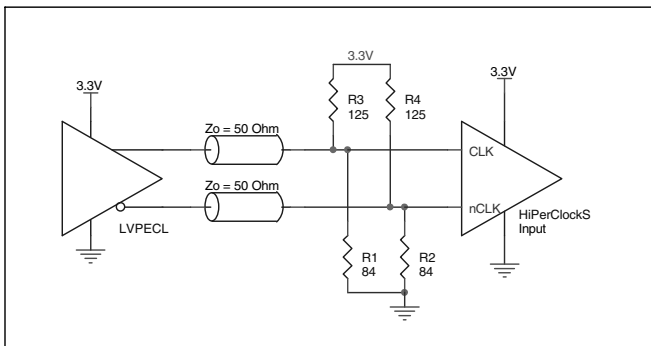 3.3V
3.3V
3.3V
R3
125
R4
125
Zo = 50 Ohm
CLK
Zo = 50 Ohm
nCLK
LVPECL
HiPerClockS
Input
R1
84
R2
84